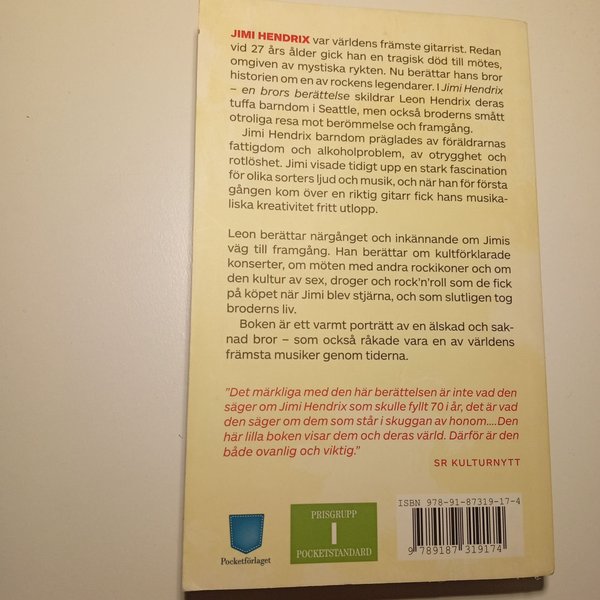 JIMI HENDRIX var världens främste gitarrist. Redan
vid 27 års ålder gick han en tragisk död till mötes,
omgiven av mystiska rykten. Nu berättar hans bror
historien om en av rockens legendarer. I Jimi Hendrix
– en brors berättelse skildrar Leon Hendrix deras
tuffa barndom i Seattle, men också broderns smått
otroliga resa mot berömmelse och framgång.
Jimi Hendrix barndom präglades av föräldrarnas
fattigdom och alkoholproblem, av otrygghet och
rotlöshet. Jimi visade tidigt upp en stark fascination
för olika sorters ljud och musik, och när han för första
gången kom över en riktig gitarr fick hans musika-
liska kreativitet fritt utlopp.
Leon berättar närgånget och inkännande om Jimis
väg till framgång. Han berättar om kultförklarade
konserter, om möten med andra rockikoner och om
den kultur av sex, droger och rock'n'roll som de fick
på köpet när Jimi blev stjärna, och som slutligen tog
broderns liv.
Boken är ett varmt porträtt av en älskad och sak-
nad bror – som också råkade vara en av världens
främsta musiker genom tiderna.
"Det märkliga med den här berättelsen är inte vad den
säger om Jimi Hendrix som skulle fyllt 70 i år, det är vad
den säger om dem som står i skuggan av honom....Den
här lilla boken visar dem och deras värld. Därför är den
både ovanlig och viktig."
SR KULTURNYTT
ISBN 978-91-87319-17-4
9 789187 319174
PRISGRUPP
1
POCKETSTANDARD
Pocketförlaget